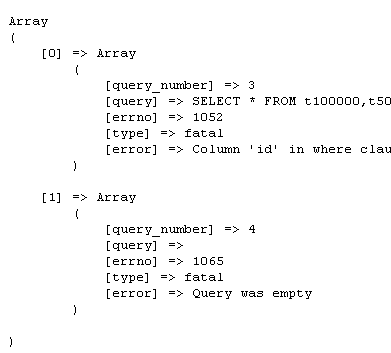 Array
(
[0] => Array
(
[query_number] => 3
[query] => SELECT * FROM t100000,t50
[errno] => 1052
[type] => fatal
[error] => Column 'id' in where clau
)
[1] => Array
(
[query_number] => 4
[query] =>
[errno] => 1065
[type] => fatal
[error] => Query was empty
)
)